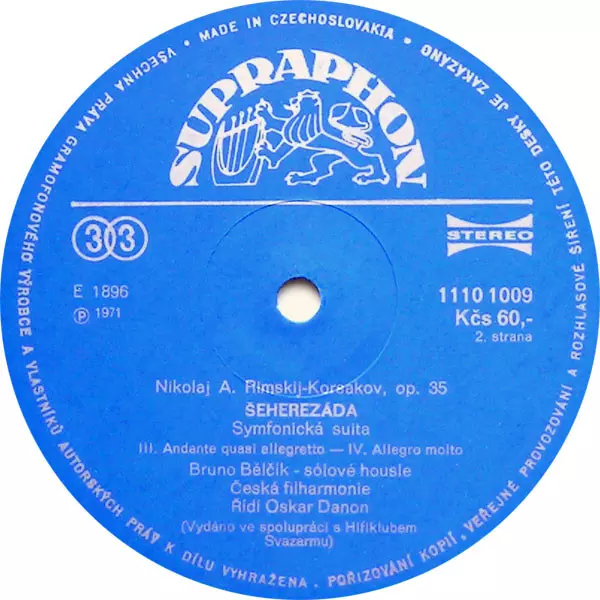 VŠECHNA PRÁVA GRAMOFONOVÉHO VÝROBCE A VLASTNÍKŮ AUTORSKÝCH PRÁV K DÍLU VYHRAŽENA . POŘIZOVÁNÍ KOPIÍ, VEŘEJNÉ PROVOZOVÁNÍ A ROZHLASOVÉ ŠÍŘENÍ TÉTO DESKY JE ZAKÁZÁNO
• MADE IN CZECHOSLOVAKIA •
SUPRAPHON
33
STEREO
E 1896
Ⓟ 1971
1110 1009
Kčs 60,-
2. strana
Nikolaj A. Rimskij-Korsakov, op. 35
ŠEHEREZÁDA
Symfonická suita
III. Andante quasi allegretto — IV. Allegro molto
Bruno Bělčík - sólové housle
Česká filharmonie
Řídí Oskar Danon
(Vydáno ve spolupráci s Hifiklubem
Svazarmu)